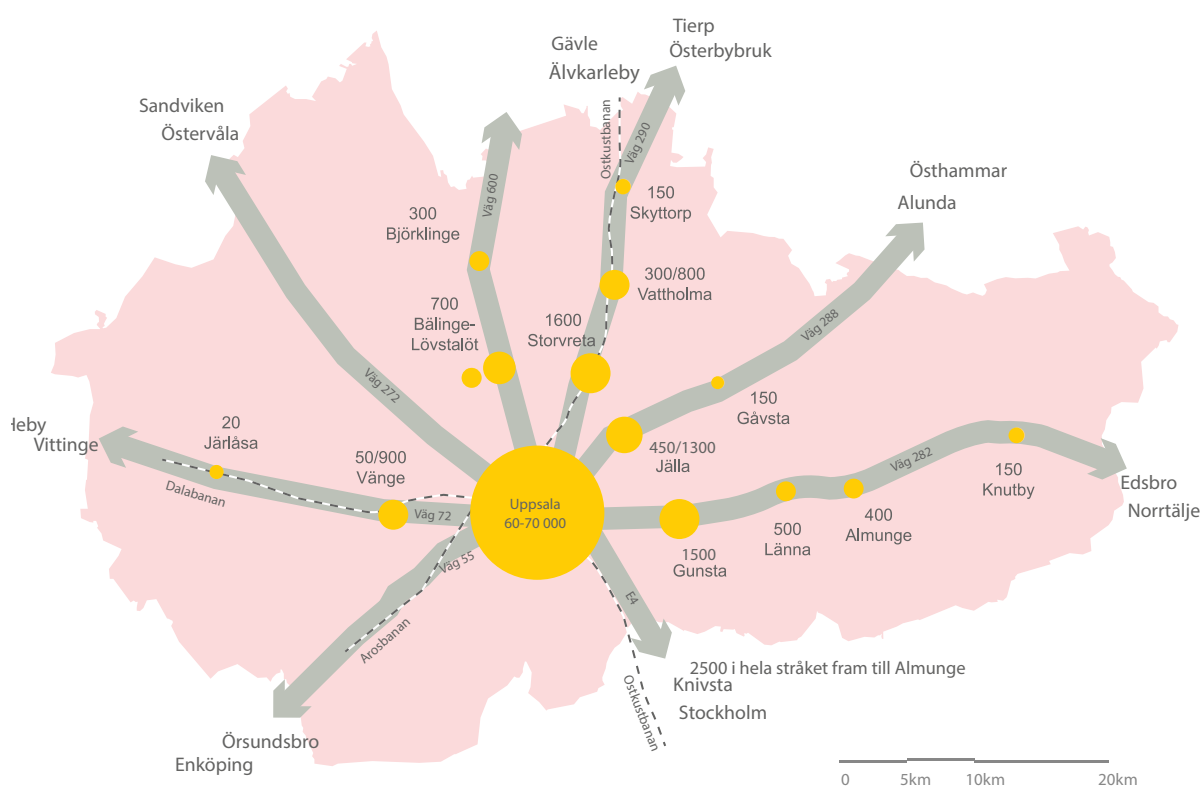 Tierp
Österbybruk
Gävle
Älvkarleby
Sandviken
Östervåla
Östhammar
Alunda
Väg 600
Ostkustbanan
Väg 290
150
Skyttorp
300
Björklinge
300/800
Vattholma
700
Bälinge-
Lövstalöt
1600
Storvreta
Väg 288
Väg 272
150
Gåvsta
Heby
Vittinge
20
Järlåsa
Dalabanan
50/900
Vänge
Väg 72
450/1300
Jälla
Väg 282
150
Knutby
Edsbro
Norrtälje
Uppsala
60-70 000
400
Almunge
500
Länna
1500
Gunsta
Väg 55
Arosbanan
E4
Ostkustbanan
2500 i hela stråket fram till Almunge
Knivsta
Stockholm
Örsundsbro
Enköping
0 5km 10km 20km